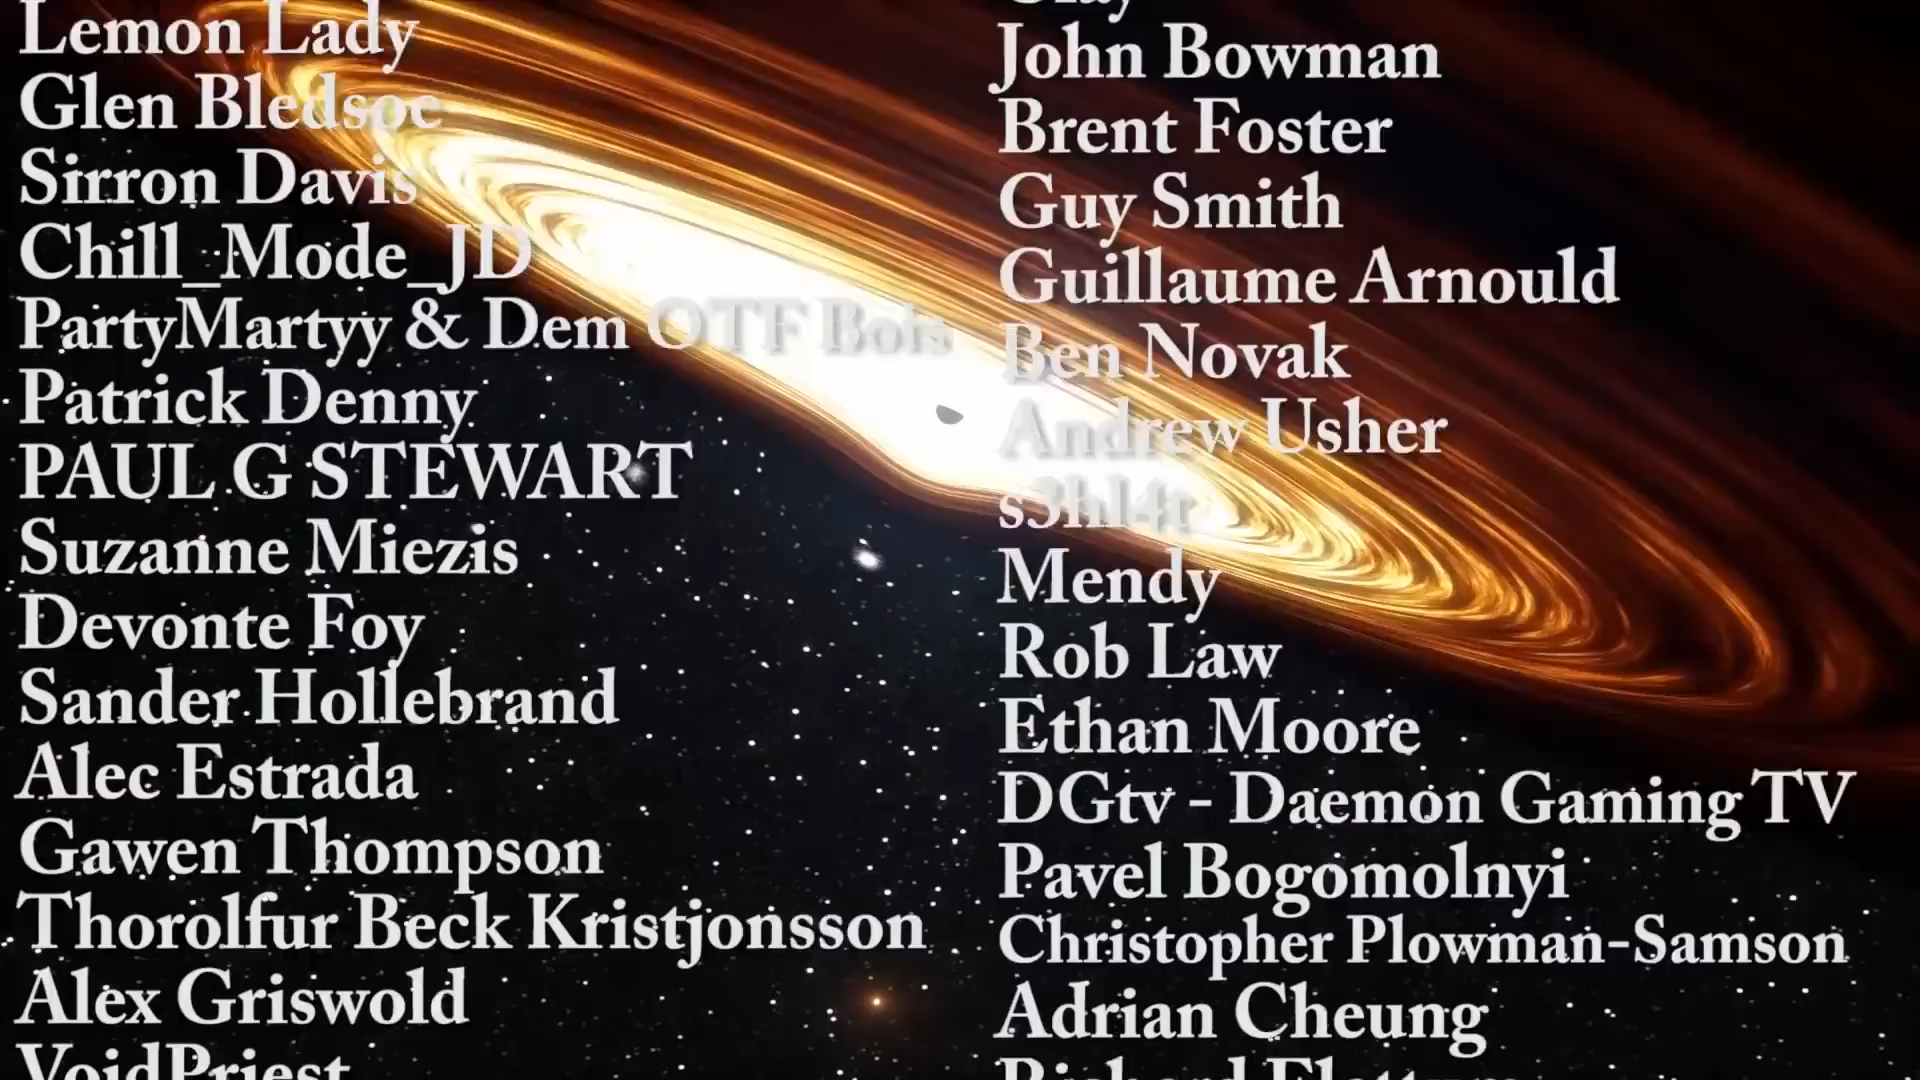 Lemon Lady
Glen Bledsoe
Sirron Davis
Chill_Mode_JD
PartyMartyy & Dem OTF Bois
Patrick Denny
PAUL G STEWART
Suzanne Miezis
Devonte Foy
Sander Hollebrand
Alec Estrada
Gawen Thompson
Thorolfur Beck Kristjonsson
Alex Griswold
VoidPriest
John Bowman
Brent Foster
Guy Smith
Guillaume Arnould
Ben Novak
Andrew Usher
s3hl4t
Mendy
Rob Law
Ethan Moore
DGtv - Daemon Gaming TV
Pavel Bogomolnyi
Christopher Plowman-Samson
Adrian Cheung